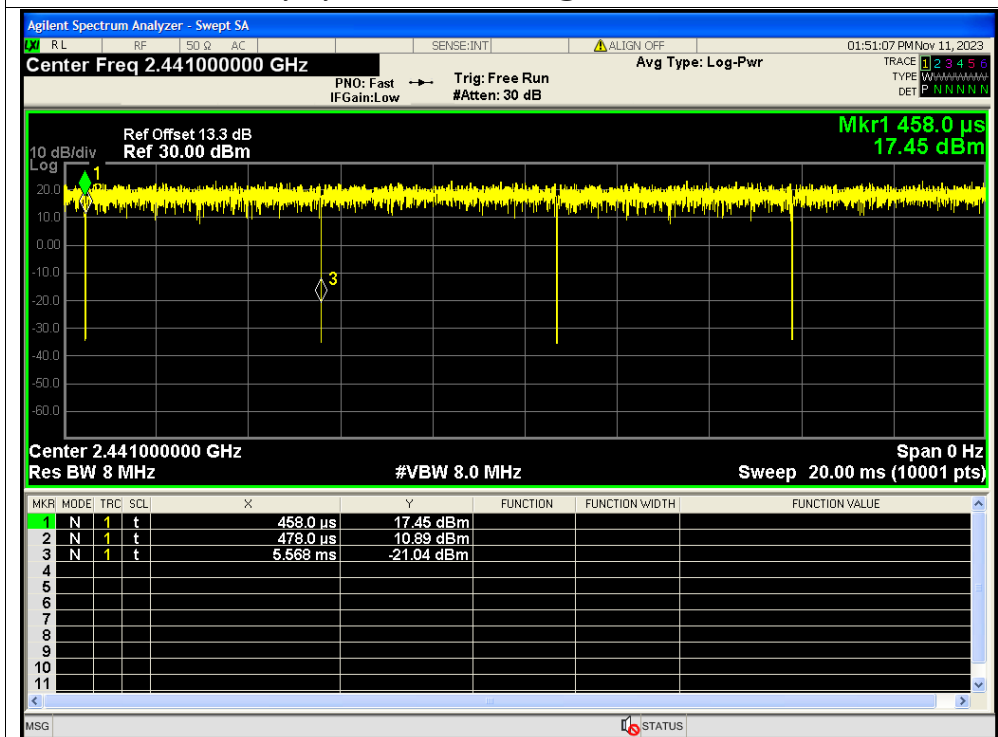 Agilent Spectrum Analyzer - Swept SA
LXI RL RF 50 Ω AC SENSE:INT ALIGN OFF 01:51:07 PM Nov 11, 2023
Center Freq 2.441000000 GHz
PNO: Fast
IFGain:Low
Trig: Free Run
#Atten: 30 dB
Avg Type: Log-Pwr
TRACE 1 2 3 4 5 6
TYPE WWWWWW
DET P N N N N N
Ref Offset 13.3 dB
10 dB/div Ref 30.00 dBm
Log
Mkr1 458.0 µs
17.45 dBm
1
20.0
10.0
0.00
-10.0
3
-20.0
-30.0
-40.0
-50.0
-60.0
Center 2.441000000 GHz Span 0 Hz
Res BW 8 MHz #VBW 8.0 MHz Sweep 20.00 ms (10001 pts)
MKR MODE TRC SCL X Y FUNCTION FUNCTION WIDTH FUNCTION VALUE
1 N 1 t 458.0 µs 17.45 dBm
2 N 1 t 478.0 µs 10.89 dBm
3 N 1 t 5.568 ms -21.04 dBm
4
5
6
7
8
9
10
11
MSG STATUS